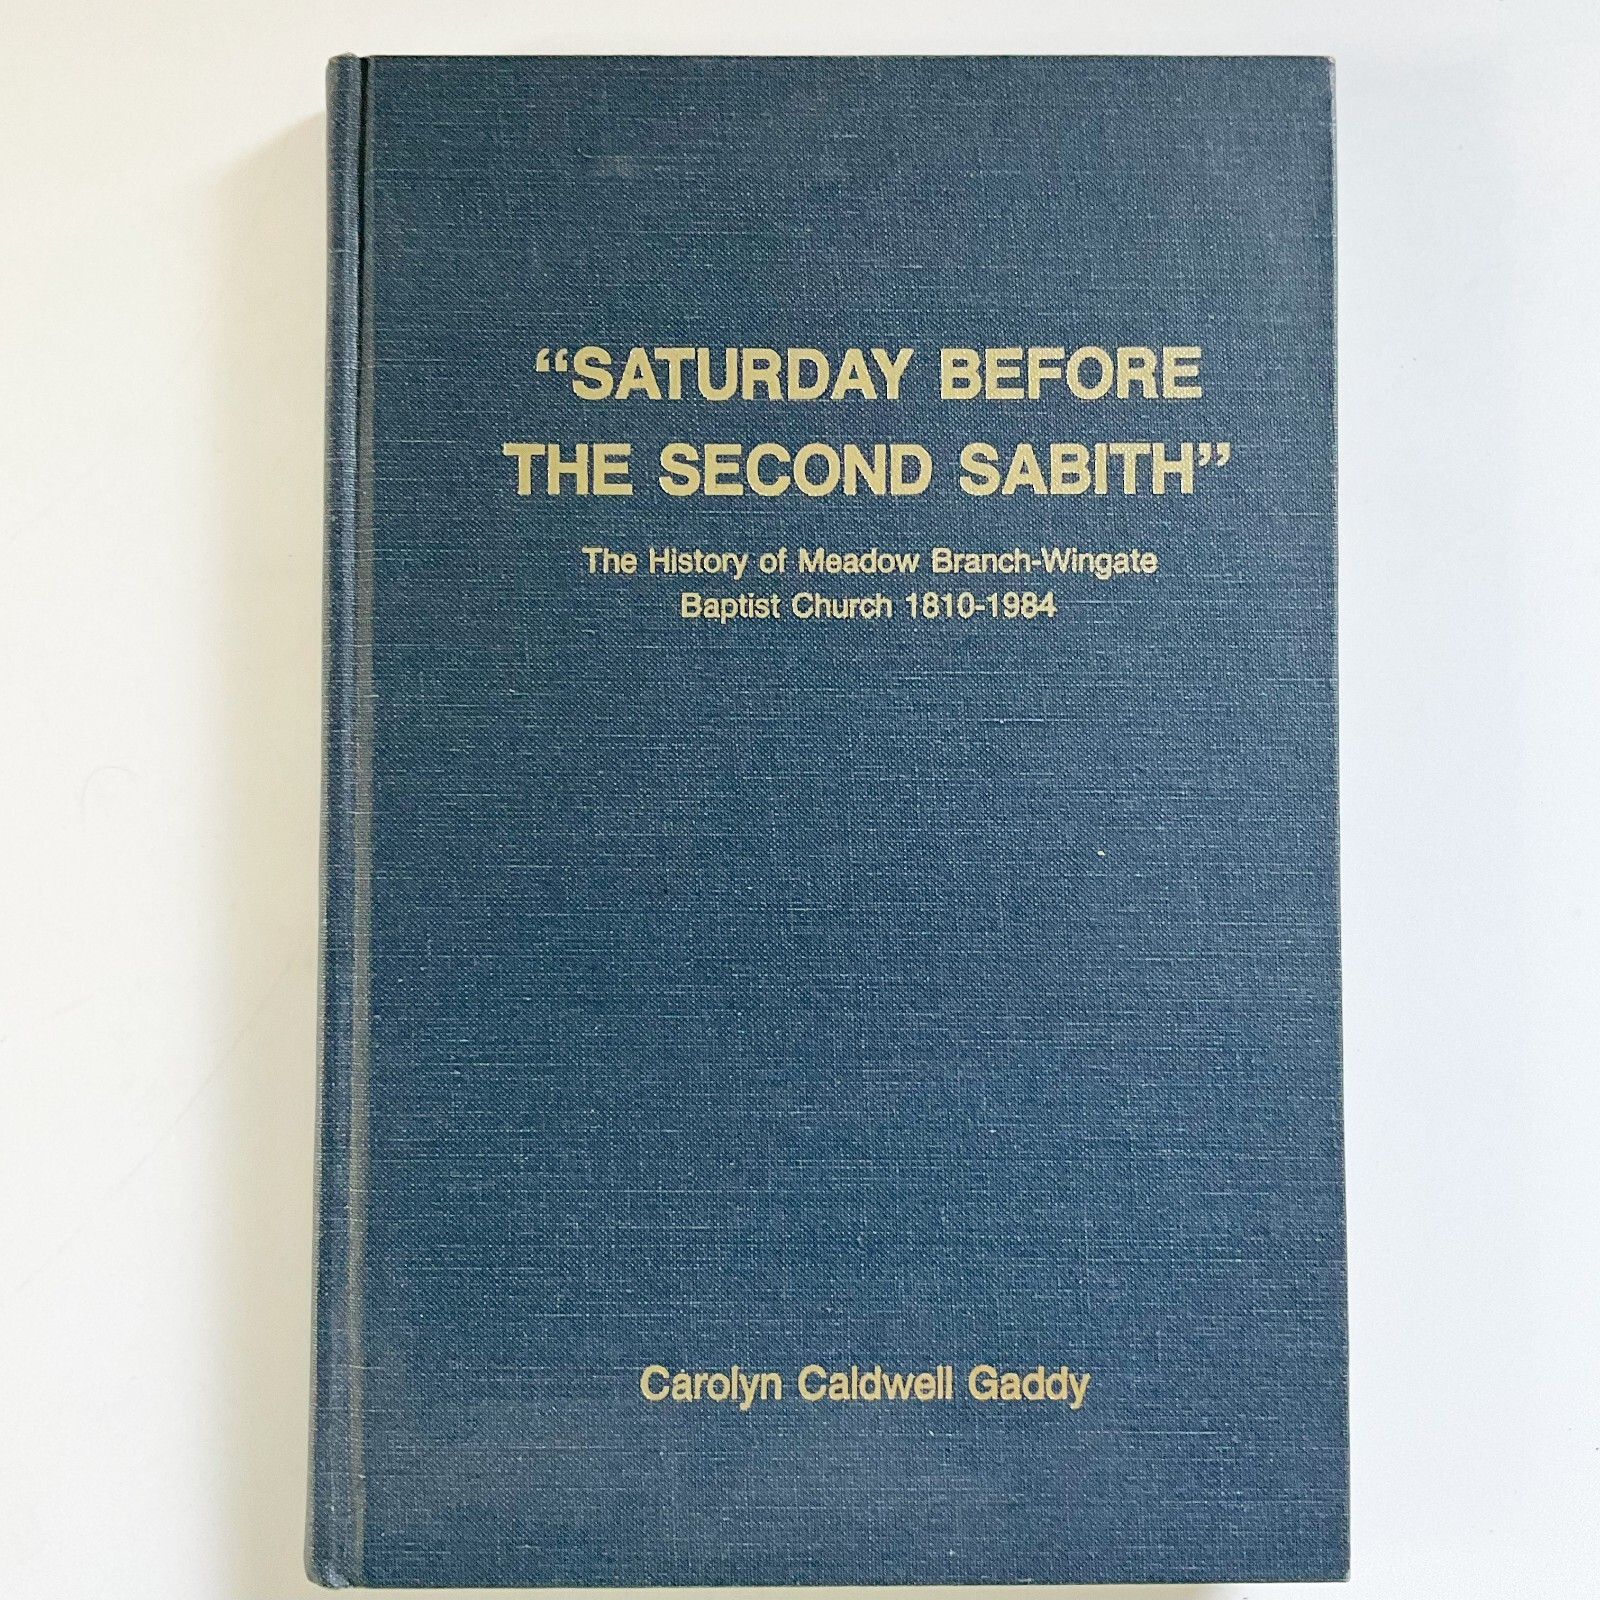 “SATURDAY BEFORE
THE SECOND SABITH”
The History of Meadow Branch-Wingate
Baptist Church 1810-1984
Carolyn Caldwell Gaddy